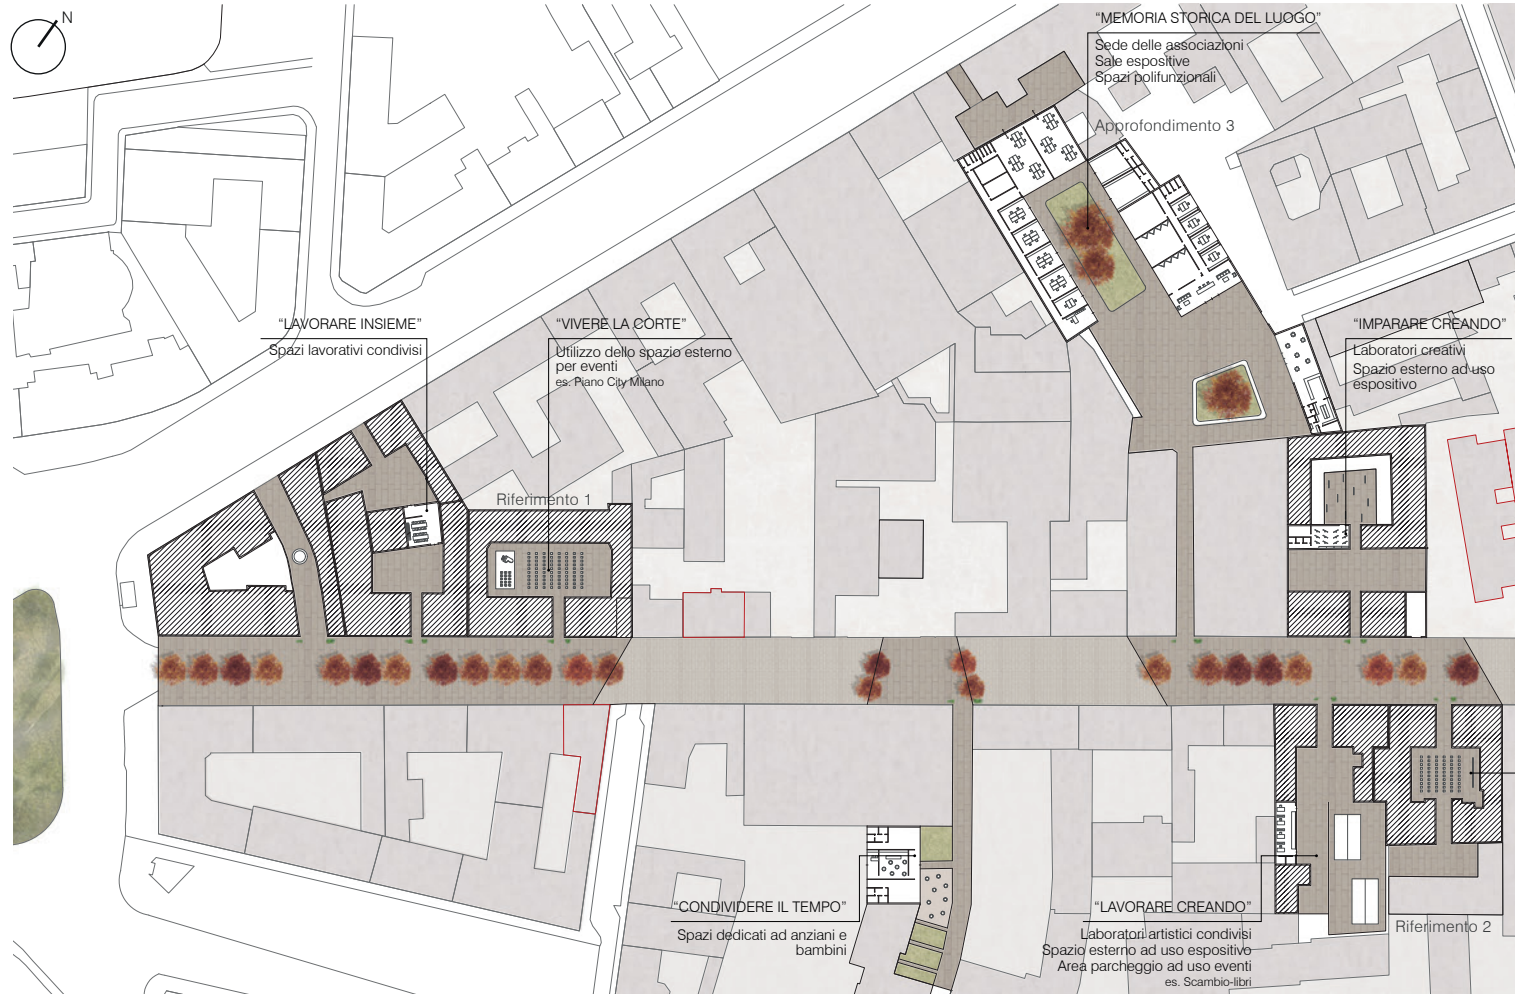 N
“MEMORIA STORICA DEL LUOGO”
Sede delle associazioni
Sale espositive
Spazi polifunzionali
Approfondimento 3
“LAVORARE INSIEME”
Spazi lavorativi condivisi
“VIVERE LA CORTE”
Utilizzo dello spazio esterno
per eventi
es. Piano City Milano
“IMPARARE CREANDO”
Laboratori creativi
Spazio esterno ad uso
espositivo
Riferimento 1
“CONDIVIDERE IL TEMPO”
Spazi dedicati ad anziani e
bambini
“LAVORARE CREANDO”
Laboratori artistici condivisi
Spazio esterno ad uso espositivo
Area parcheggio ad uso eventi
es. Scambio-libri
Riferimento 2